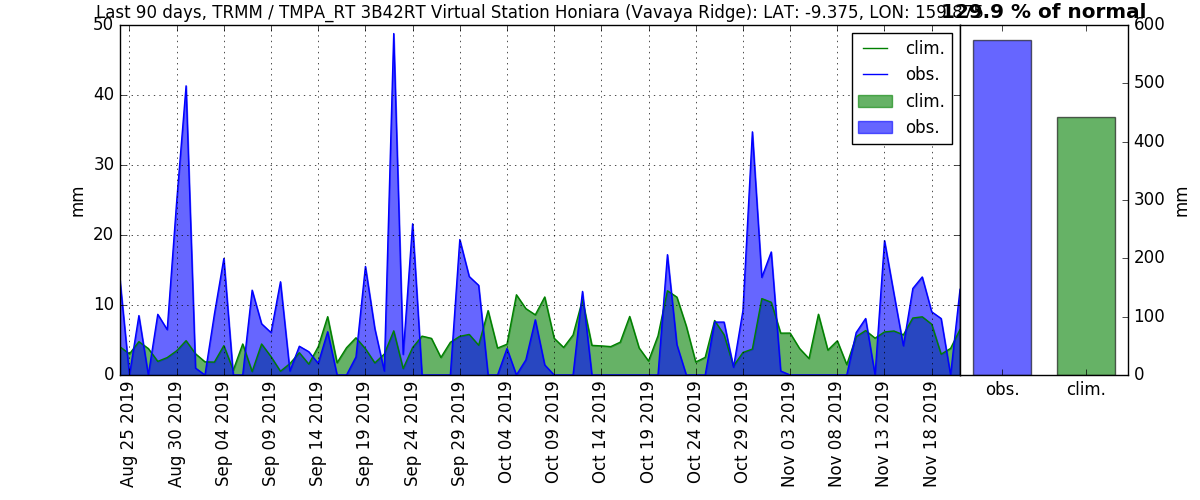 Last 90 days, TRMM / TMPA_RT 3B42RT Virtual Station Honiara (Vavaya Ridge): LAT: -9.375, LON:
129.9 % of normal
50
40
30
20
10
0
mm
clim.
obs.
clim.
obs.
Aug 25 2019
Aug 30 2019
Sep 04 2019
Sep 09 2019
Sep 14 2019
Sep 19 2019
Sep 24 2019
Sep 29 2019
Oct 04 2019
Oct 09 2019
Oct 14 2019
Oct 19 2019
Oct 24 2019
Oct 29 2019
Nov 03 2019
Nov 08 2019
Nov 13 2019
Nov 18 2019
600
500
400
300
200
100
0
mm
obs.
clim.